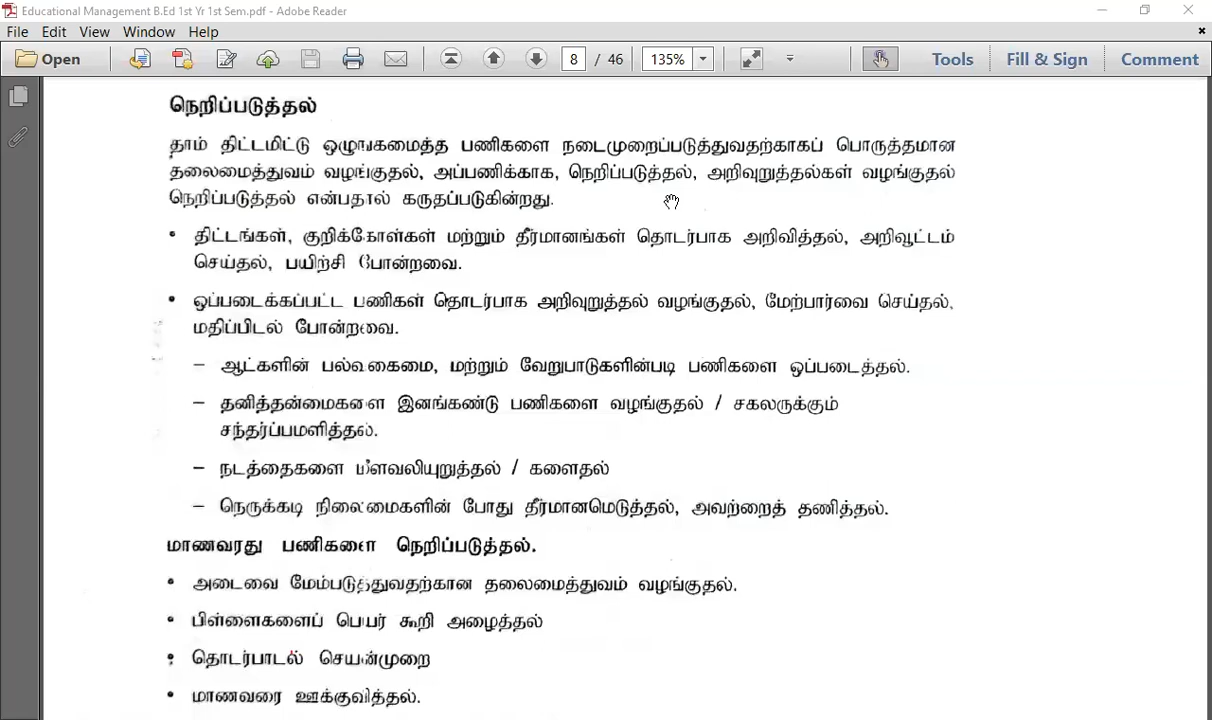 Educational Management B.Ed 1st Yr 1st Sem.pdf - Adobe Reader
File Edit View Window Help
Open 8 / 46 135% Tools Fill & Sign Comment
நெறிப்படுத்தல்
தாம் திட்டமிட்டு ஒழுங்கமைத்த பணிகளை நடைமுறைப்படுத்துவதற்காகப் பொருத்தமான
தலைமைத்துவம் வழங்குதல், அப்பணிக்காக, நெறிப்படுத்தல், அறிவுறுத்தல்கள் வழங்குதல்
நெறிப்படுத்தல் என்பதால் கருதப்படுகின்றது.
• திட்டங்கள், குறிக்கோள்கள் மற்றும் தீர்மானங்கள் தொடர்பாக அறிவித்தல், அறிவூட்டம்
செய்தல், பயிற்சி போன்றவை.
• ஒப்படைக்கப்பட்ட பணிகள் தொடர்பாக அறிவுறுத்தல் வழங்குதல், மேற்பார்வை செய்தல்,
மதிப்பிடல் போன்றவை.
– ஆட்களின் பல்வகைமை, மற்றும் வேறுபாடுகளின்படி பணிகளை ஒப்படைத்தல்.
– தனித்தன்மைகளை இனங்கண்டு பணிகளை வழங்குதல் / சகலருக்கும்
சந்தர்ப்பமளித்தல்.
– நடத்தைகளை மீளவலியுறுத்தல் / களைதல்
– நெருக்கடி நிலைமைகளின் போது தீர்மானமெடுத்தல், அவற்றைத் தணித்தல்.
மாணவரது பணிகளை நெறிப்படுத்தல்.
• அடைவை மேம்படுத்துவதற்கான தலைமைத்துவம் வழங்குதல்.
• பிள்ளைகளைப் பெயர் கூறி அழைத்தல்
• தொடர்பாடல் செயன்முறை
• மாணவரை ஊக்குவித்தல்.